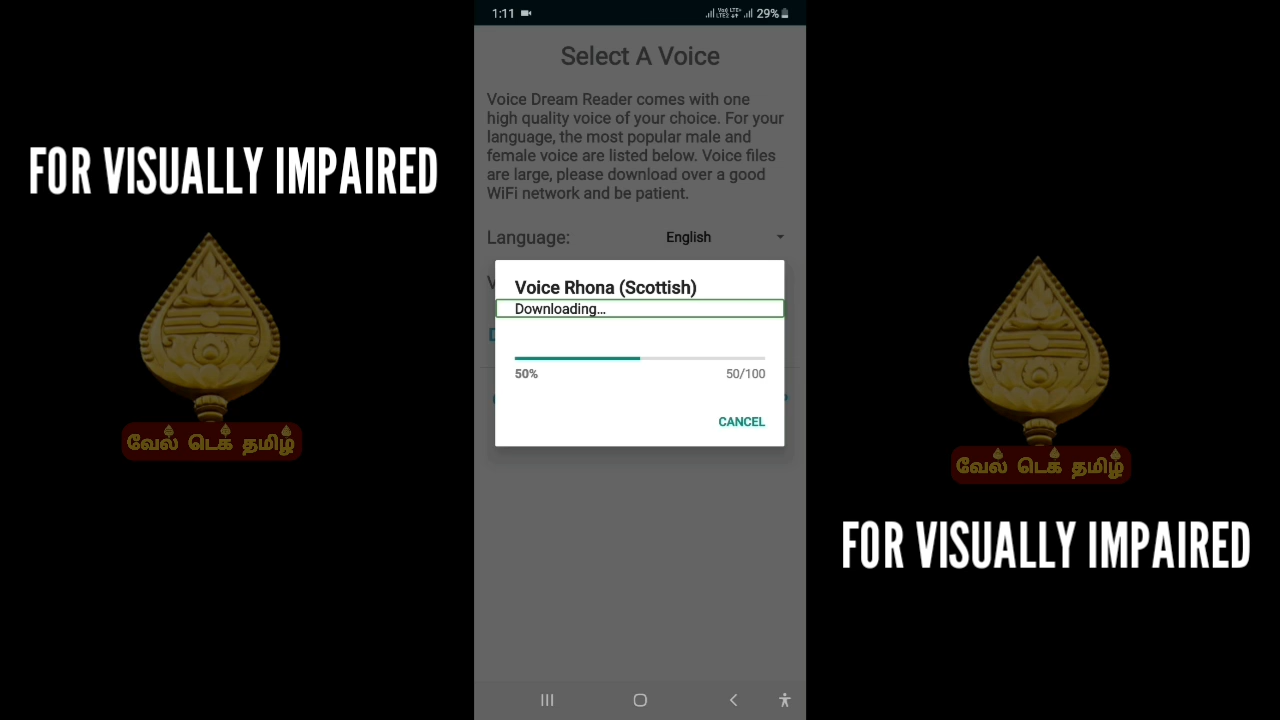 FOR VISUALLY IMPAIRED
வேல் டெக் தமிழ்
1:11
29%
Select A Voice
Voice Dream Reader comes with one
high quality voice of your choice. For your
language, the most popular male and
female voice are listed below. Voice files
are large, please download over a good
WiFi network and be patient.
Language: English
Voice Rhona (Scottish)
Downloading...
50% 50/100
CANCEL
வேல் டெக் தமிழ்
FOR VISUALLY IMPAIRED